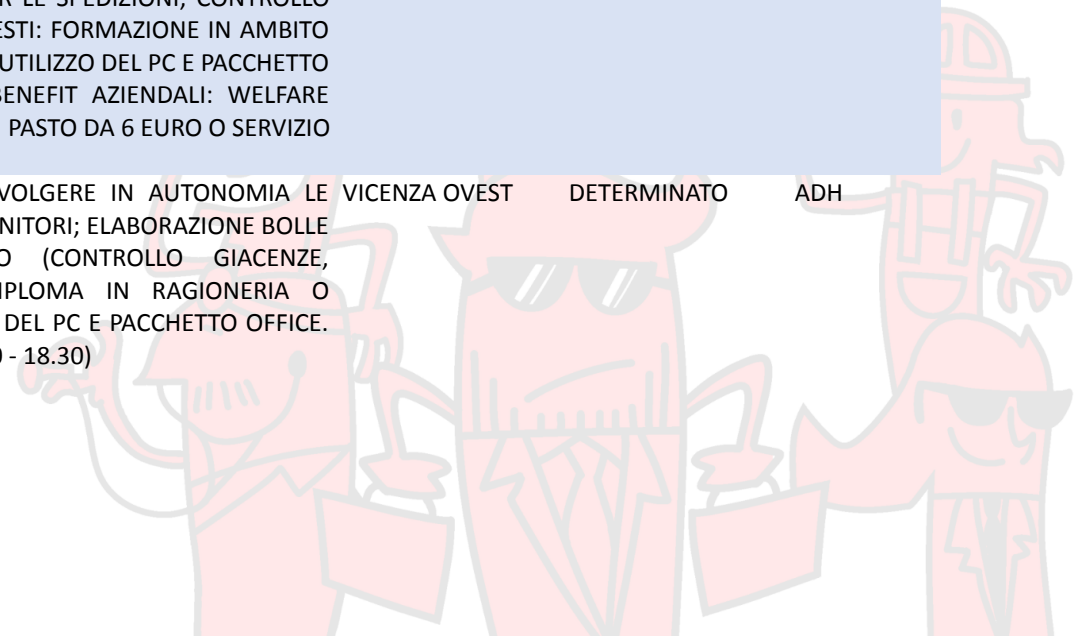 LE SPEDIZIONI, CONTROLLO
ESTI: FORMAZIONE IN AMBITO
UTILIZZO DEL PC E PACCHETTO
BENEFIT AZIENDALI: WELFARE
PASTO DA 6 EURO O SERVIZIO
VOLGERE IN AUTONOMIA LE VICENZA OVEST DETERMINATO ADH
NITORI; ELABORAZIONE BOLLE
O (CONTROLLO GIACENZE,
IPLOMA IN RAGIONERIA O
DEL PC E PACCHETTO OFFICE.
- 18.30)